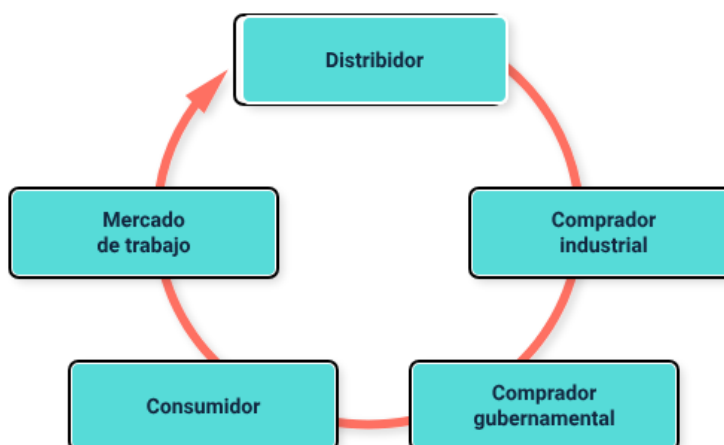 Distribidor
Comprador
industrial
Comprador
gubernamental
Consumidor
Mercado
de trabajo